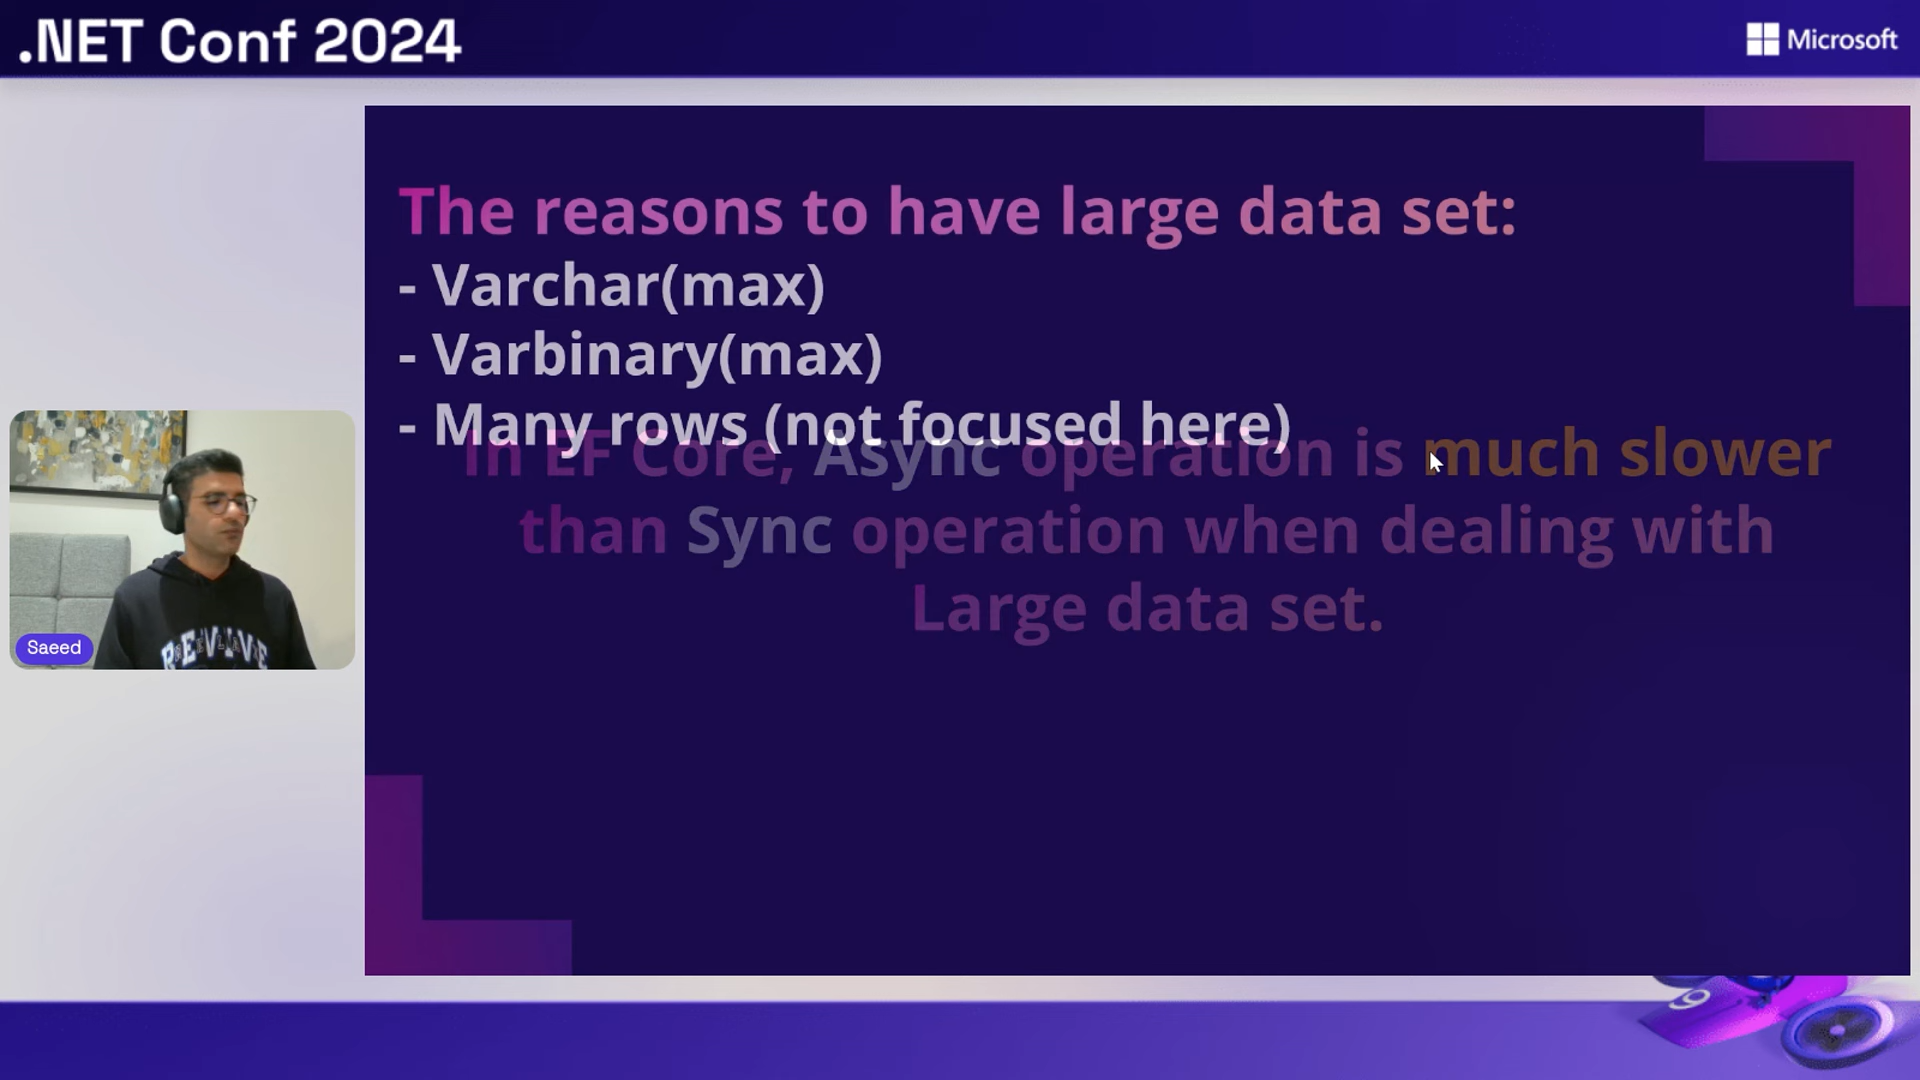 .NET Conf 2024
Microsoft
The reasons to have large data set:
- Varchar(max)
- Varbinary(max)
- Many rows (not focused here)
In EF Core, Async operation is much slower
than Sync operation when dealing with
Large data set.
Saeed
9